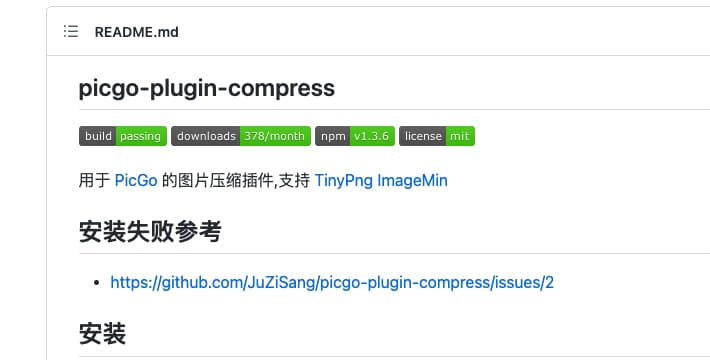 README.md
picgo-plugin-compress
build passing downloads 378/month npm v1.3.6 license mit
用于 PicGo 的图片压缩插件,支持 TinyPng ImageMin
安装失败参考
https://github.com/JuZiSang/picgo-plugin-compress/issues/2
安装